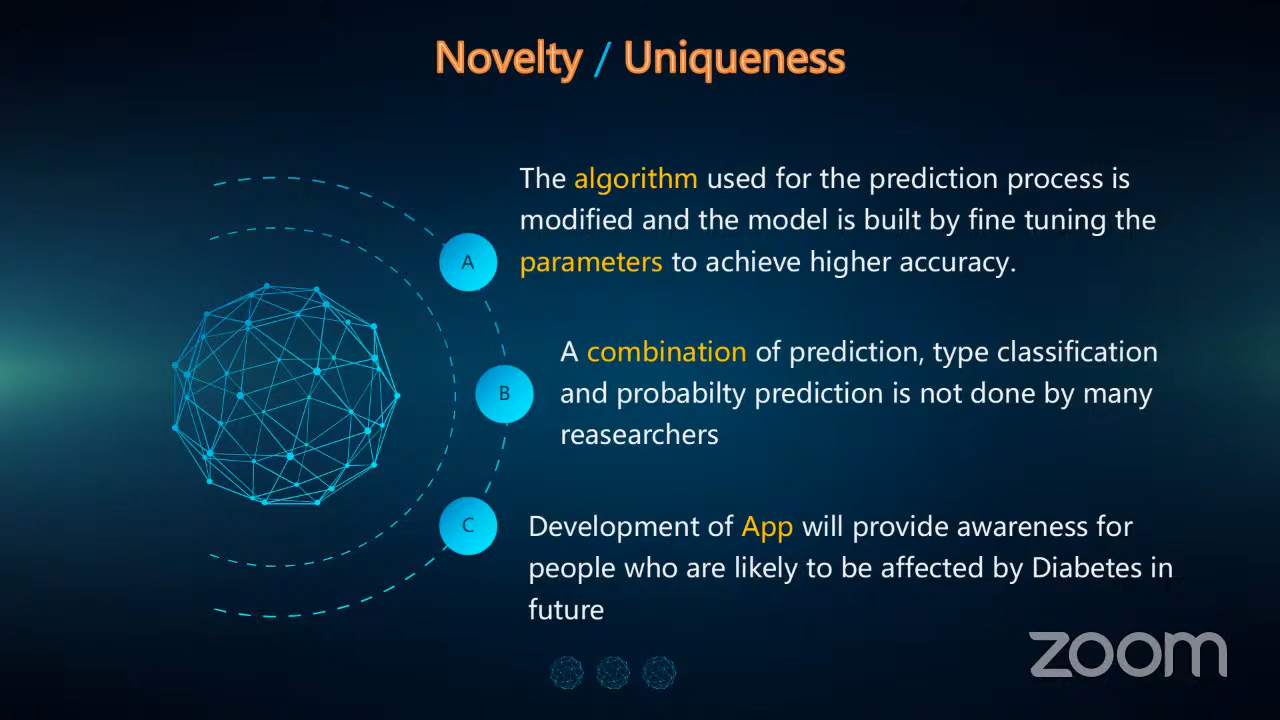 Novelty / Uniqueness
The algorithm used for the prediction process is
modified and the model is built by fine tuning the
parameters to achieve higher accuracy.
A
A combination of prediction, type classification
and probabilty prediction is not done by many
reasearchers
B
Development of App will provide awareness for
people who are likely to be affected by Diabetes in
future
C
zoom